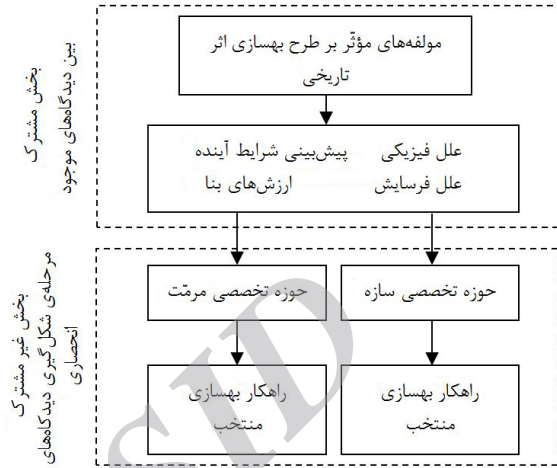 بخش مشترک
بین دیدگاه‌های موجود
مولفه‌های مؤثّر بر طرح بهسازی اثر
تاریخی
علل فیزیکی پیش‌بینی شرایط آینده
علل فرسایش ارزش‌های بنا
بخش غیر مشترک
مرحله‌ی شکل‌گیری دیدگاه‌های
انحصاری
حوزه تخصصی سازه
حوزه تخصصی مرمّت
راهکار بهسازی
منتخب
راهکار بهسازی
منتخب
SID